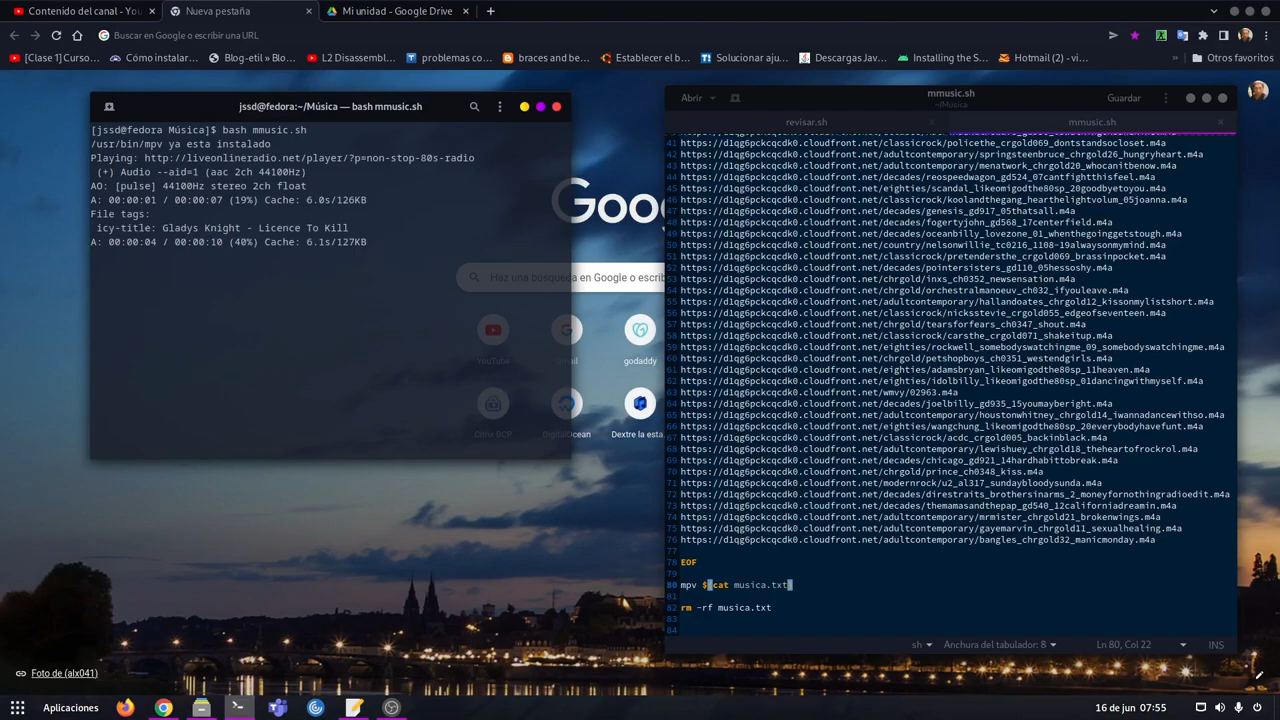 Contenido del canal - You
Nueva pestaña
Mi unidad - Google Drive
Buscar en Google o escribir una URL
[Clase 1] Curso...
Cómo instalar...
Blog-etil » Blo...
L2 Disassembl...
problemas co...
braces and be...
Establecer el b...
Solucionar aju...
Descargas Jav...
Installing the S...
Hotmail (2) - vi...
»
Otros favoritos
jssd@fedora:~/Música — bash mmusic.sh
[jssd@fedora Música]$ bash mmusic.sh
/usr/bin/mpv ya esta instalado
Playing: http://liveonlineradio.net/player/?p=non-stop-80s-radio
(+) Audio --aid=1 (aac 2ch 44100Hz)
AO: [pulse] 44100Hz stereo 2ch float
A: 00:00:01 / 00:00:07 (19%) Cache: 6.0s/126KB
File tags:
icy-title: Gladys Knight - Licence To Kill
A: 00:00:04 / 00:00:10 (40%) Cache: 6.1s/127KB
Goo
Haz una búsqueda en Google o escrib
YouTube
godaddy
Citrix BCP
DigitalOcean
Dextre la esta...
Abrir
mmusic.sh
~/Música
Guardar
revisar.sh
mmusic.sh
41 https://d1qg6pckcqcdk0.cloudfront.net/classicrock/policethe_crgold069_dontstandsocloset.m4a
42 https://d1qg6pckcqcdk0.cloudfront.net/adultcontemporary/springsteenbruce_chrgold26_hungryheart.m4a
43 https://d1qg6pckcqcdk0.cloudfront.net/adultcontemporary/menatwork_chrgold20_whocanitbenow.m4a
44 https://d1qg6pckcqcdk0.cloudfront.net/decades/reospeedwagon_gd524_07cantfightthisfeel.m4a
45 https://d1qg6pckcqcdk0.cloudfront.net/eighties/scandal_likeomigodthe80sp_20goodbyetoyou.m4a
46 https://d1qg6pckcqcdk0.cloudfront.net/classicrock/koolandthegang_hearthelightvolum_05joanna.m4a
47 https://d1qg6pckcqcdk0.cloudfront.net/decades/genesis_gd917_05thatsall.m4a
48 https://d1qg6pckcqcdk0.cloudfront.net/decades/fogertyjohn_gd568_17centerfield.m4a
49 https://d1qg6pckcqcdk0.cloudfront.net/decades/oceanbilly_lovezone_01_whenthegoinggetstough.m4a
50 https://d1qg6pckcqcdk0.cloudfront.net/country/nelsonwillie_tc0216_1108~19alwaysonmymind.m4a
51 https://d1qg6pckcqcdk0.cloudfront.net/classicrock/pretendersthe_crgold069_brassinpocket.m4a
52 https://d1qg6pckcqcdk0.cloudfront.net/decades/pointersisters_gd110_05hessoshy.m4a
53 https://d1qg6pckcqcdk0.cloudfront.net/chrgold/inxs_ch0352_newsensation.m4a
54 https://d1qg6pckcqcdk0.cloudfront.net/chrgold/orchestralmanoeuv_ch032_ifyouleave.m4a
55 https://d1qg6pckcqcdk0.cloudfront.net/adultcontemporary/hallandoates_chrgold12_kissonmylistshort.m4a
56 https://d1qg6pckcqcdk0.cloudfront.net/classicrock/nicksstevie_crgold055_edgeofseventeen.m4a
57 https://d1qg6pckcqcdk0.cloudfront.net/chrgold/tearsforfears_ch0347_shout.m4a
58 https://d1qg6pckcqcdk0.cloudfront.net/classicrock/carsthe_crgold071_shakeitup.m4a
59 https://d1qg6pckcqcdk0.cloudfront.net/eighties/rockwell_somebodyswatchingme_09_somebodyswatchingme.m4a
60 https://d1qg6pckcqcdk0.cloudfront.net/chrgold/petshopboys_ch0351_westendgirls.m4a
61 https://d1qg6pckcqcdk0.cloudfront.net/eighties/adamsbryan_likeomigodthe80sp_11heaven.m4a
62 https://d1qg6pckcqcdk0.cloudfront.net/eighties/idolbilly_likeomigodthe80sp_01dancingwithmyself.m4a
63 https://d1qg6pckcqcdk0.cloudfront.net/wmvy/02963.m4a
64 https://d1qg6pckcqcdk0.cloudfront.net/decades/joelbilly_gd935_15youmayberight.m4a
65 https://d1qg6pckcqcdk0.cloudfront.net/adultcontemporary/houstonwhitney_chrgold14_iwannadancewithso.m4a
66 https://d1qg6pckcqcdk0.cloudfront.net/eighties/wangchung_likeomigodthe80sp_20everybodyhavefunt.m4a
67 https://d1qg6pckcqcdk0.cloudfront.net/classicrock/acdc_crgold005_backinblack.m4a
68 https://d1qg6pckcqcdk0.cloudfront.net/adultcontemporary/lewishuey_chrgold18_theheartofrockrol.m4a
69 https://d1qg6pckcqcdk0.cloudfront.net/decades/chicago_gd921_14hardhabittobreak.m4a
70 https://d1qg6pckcqcdk0.cloudfront.net/chrgold/prince_ch0348_kiss.m4a
71 https://d1qg6pckcqcdk0.cloudfront.net/modernrock/u2_al317_sundaybloodysunda.m4a
72 https://d1qg6pckcqcdk0.cloudfront.net/decades/direstraits_brothersinarms_2_moneyfornothingradioedit.m4a
73 https://d1qg6pckcqcdk0.cloudfront.net/decades/themamasandthepap_gd540_12californiadreamin.m4a
74 https://d1qg6pckcqcdk0.cloudfront.net/adultcontemporary/mrmister_chrgold21_brokenwings.m4a
75 https://d1qg6pckcqcdk0.cloudfront.net/adultcontemporary/gayemarvin_chrgold11_sexualhealing.m4a
76 https://d1qg6pckcqcdk0.cloudfront.net/adultcontemporary/bangles_chrgold32_manicmonday.m4a
77
78 EOF
79
80 mpv $(cat musica.txt)
81
82 rm -rf musica.txt
83
84
sh
Anchura del tabulador: 8
Ln 80, Col 22
INS
Foto de (alx041)
Aplicaciones
16 de jun 07:55